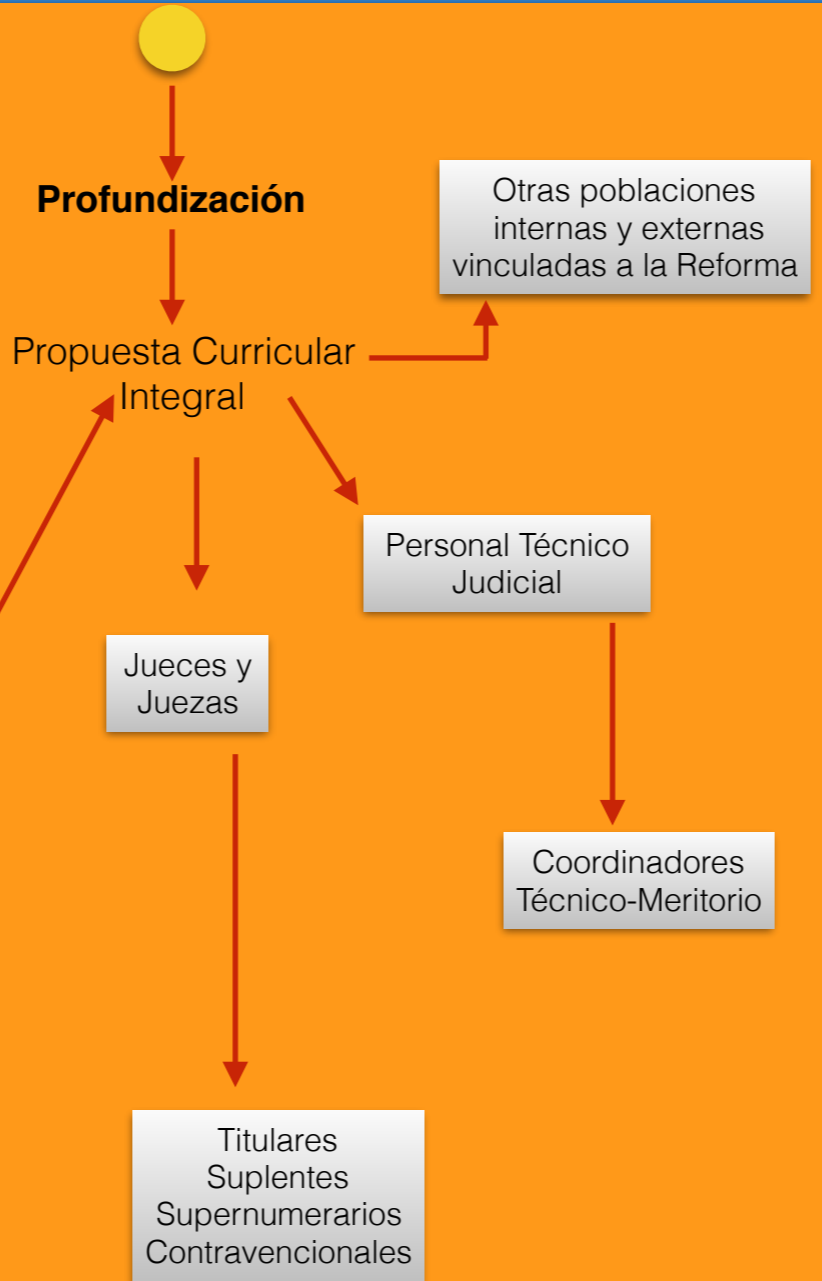 Profundización
Otras poblaciones
internas y externas
vinculadas a la Reforma
Propuesta Curricular
Integral
Personal Técnico
Judicial
Jueces y
Juezas
Coordinadores
Técnico-Meritorio
Titulares
Suplentes
Supernumerarios
Contravencionales